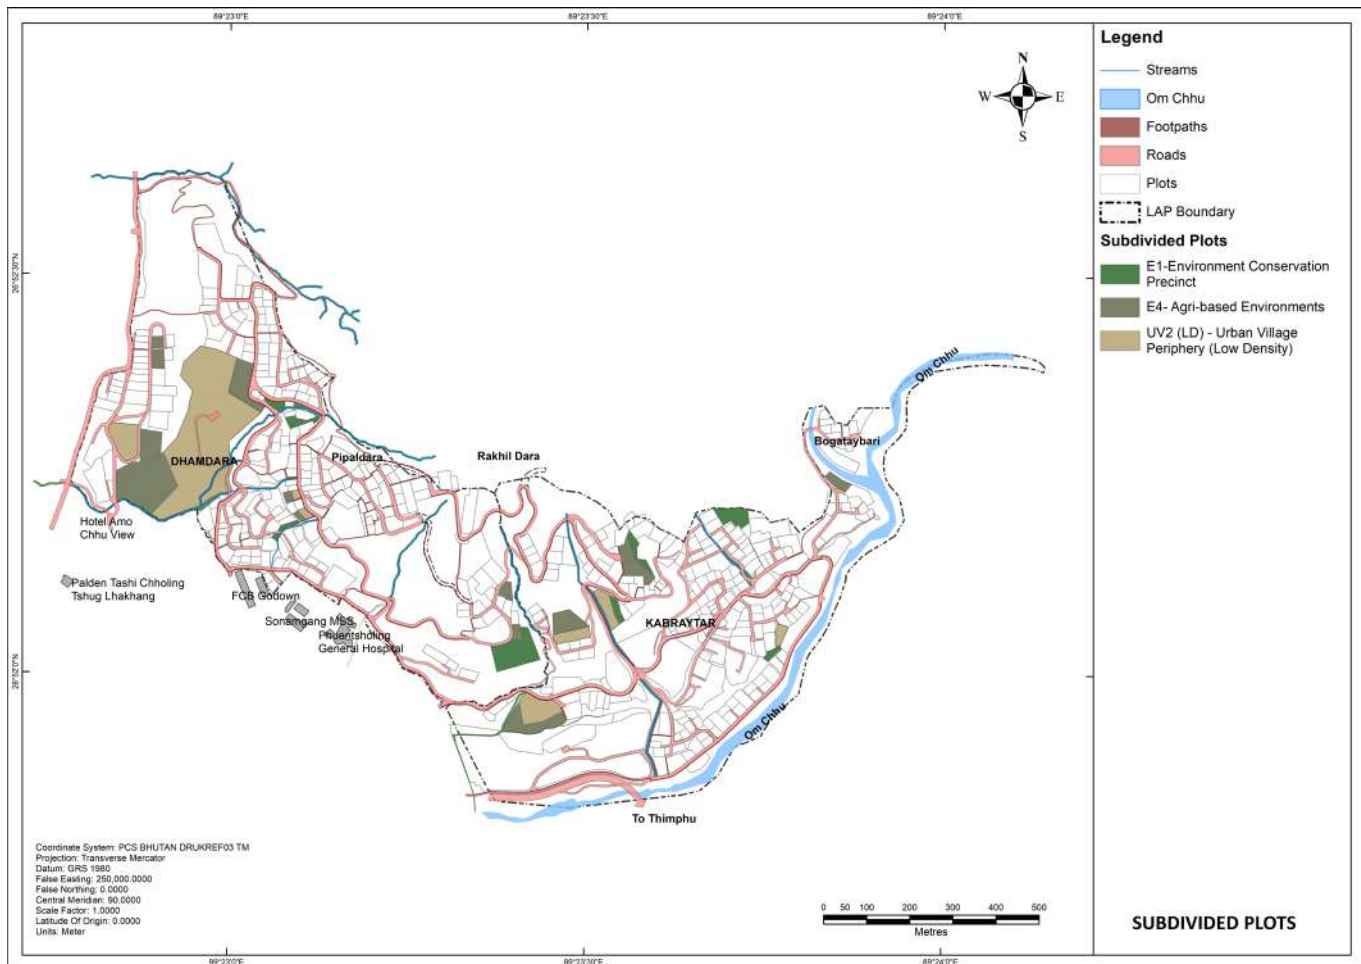 89°23'0"E
89°23'30"E
89°24'0"E
26°52'30"N
26°52'0"N
N
W
E
S
Om Chhu
Bogataybari
DHAMDARA
Pipaldara
Rakhil Dara
Hotel Amo
Chhu View
Palden Tashi Chholing
Tshug Lhakhang
FCB Godown
Sonamgang MSS
Phuentsholing
General Hospital
KABRAYTAR
Om Chhu
To Thimphu
Coordinate System: PCS BHUTAN DRUKREF03 TM
Projection: Transverse Mercator
Datum: GRS 1980
False Easting: 250,000.0000
False Northing: 0.0000
Central Meridian: 90.0000
Scale Factor: 1.0000
Latitude Of Origin: 0.0000
Units: Meter
0 50 100 200 300 400 500
Metres
89°23'0"E
89°23'30"E
89°24'0"E
Legend
Streams
Om Chhu
Footpaths
Roads
Plots
LAP Boundary
Subdivided Plots
E1-Environment Conservation
Precinct
E4- Agri-based Environments
UV2 (LD) - Urban Village
Periphery (Low Density)
SUBDIVIDED PLOTS